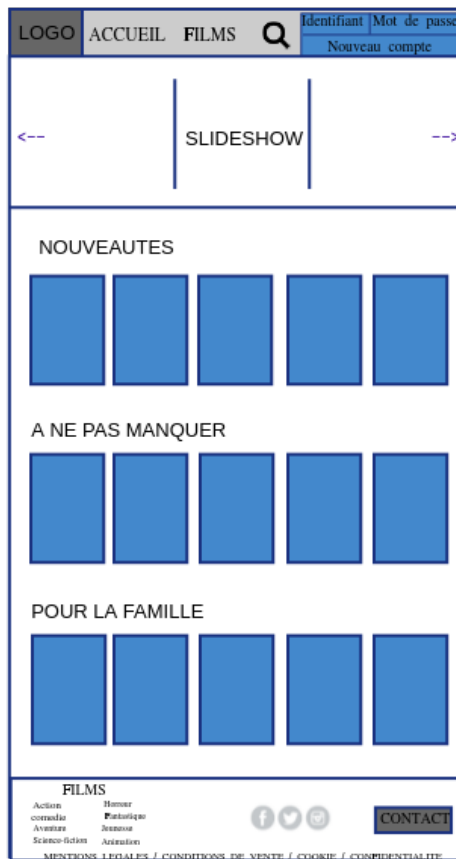 LOGO ACCUEIL FILMS Identifiant Mot de passe
Nouveau compte
<-- SLIDESHOW -->
NOUVEAUTES
A NE PAS MANQUER
POUR LA FAMILLE
FILMS
Action Horreur
comedie Fantastique
Aventure Jeunesse
Science-fiction Animation
CONTACT
MENTIONS LEGALES / CONDITIONS DE VENTE / COOKIE / CONFIDENTIALITE